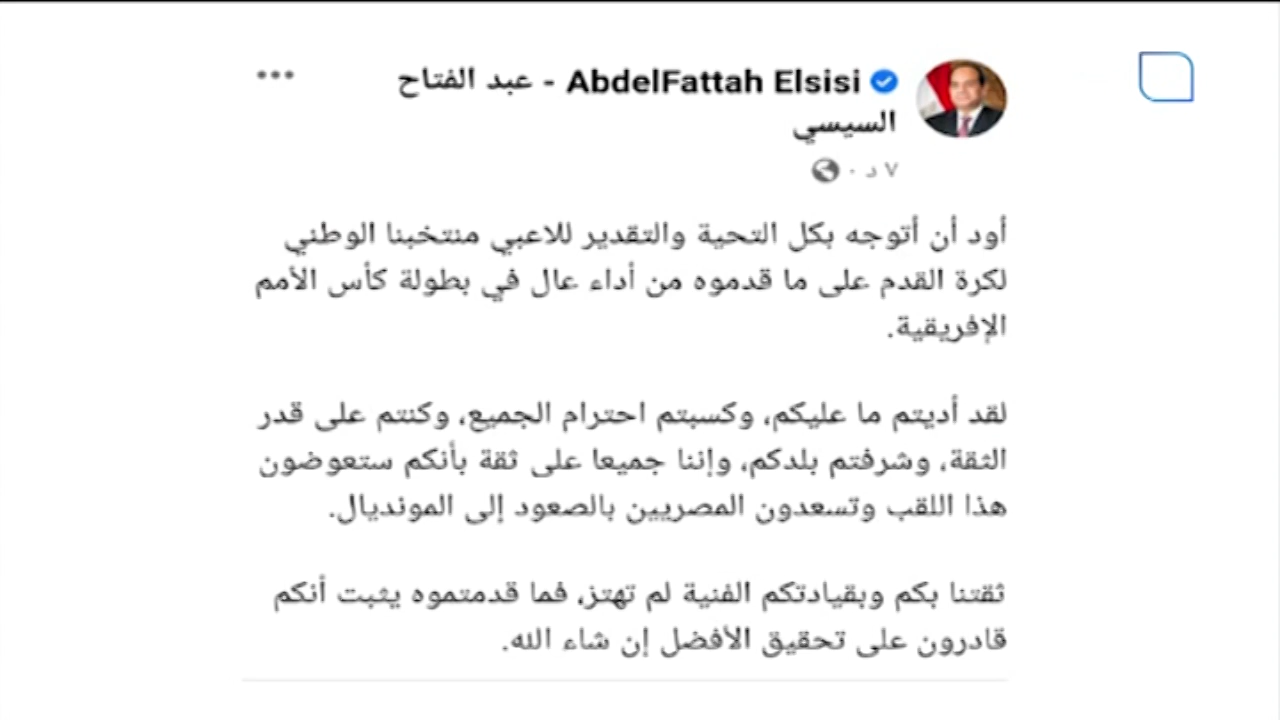 AbdelFattah Elsisi - عبد الفتاح
السيسي
٧ د ·
أود أن أتوجه بكل التحية والتقدير للاعبي منتخبنا الوطني
لكرة القدم على ما قدموه من أداء عال في بطولة كأس الأمم
الإفريقية.
لقد أديتم ما عليكم، وكسبتم احترام الجميع، وكنتم على قدر
الثقة، وشرفتم بلدكم، وإننا جميعا على ثقة بأنكم ستعوضون
هذا اللقب وتسعدون المصريين بالصعود إلى المونديال.
ثقتنا بكم وبقيادتكم الفنية لم تهتز، فما قدمتموه يثبت أنكم
قادرون على تحقيق الأفضل إن شاء الله.